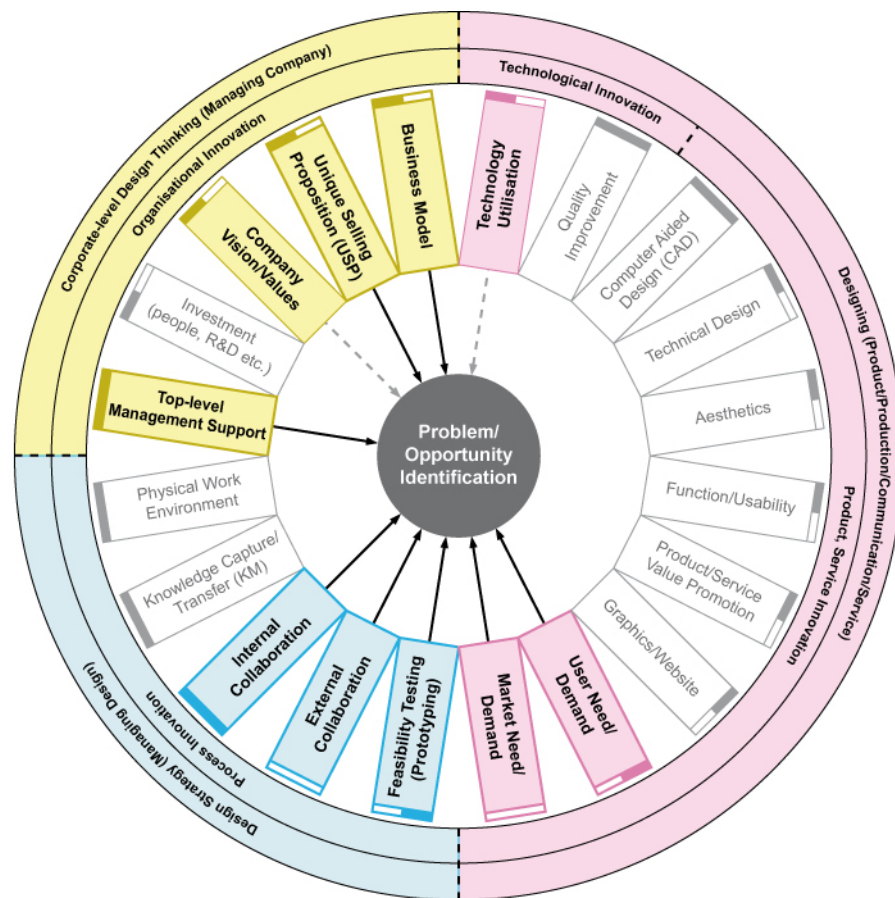 Corporate-level Design Thinking (Managing Company)
Organisational Innovation
Technological Innovation
Designing (Product/Production/Communication/Service)
Product, Service Innovation
Design Strategy (Managing Design)
Process Innovation
Business Model
Technology
Utilisation
Quality
Improvement
Computer Aided
Design (CAD)
Technical Design
Aesthetics
Function/Usability
Product/Service
Value Promotion
Graphics/Website
User Need/
Demand
Market Need/
Demand
Feasibility Testing
(Prototyping)
External
Collaboration
Internal
Collaboration
Knowledge Capture/
Transfer (KM)
Physical Work
Environment
Top-level
Management Support
Investment
(people, R&D etc.)
Company
Vision/Values
Unique Selling
Proposition (USP)
Problem/
Opportunity
Identification